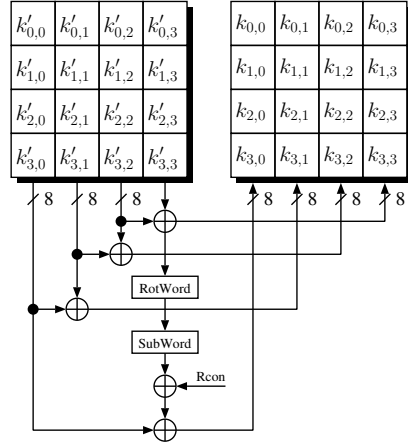 k′0,0 k′0,1 k′0,2 k′0,3 k0,0 k0,1 k0,2 k0,3
k′1,0 k′1,1 k′1,2 k′1,3 k1,0 k1,1 k1,2 k1,3
k′2,0 k′2,1 k′2,2 k′2,3 k2,0 k2,1 k2,2 k2,3
k′3,0 k′3,1 k′3,2 k′3,3 k3,0 k3,1 k3,2 k3,3
8 8 8 8 8 8 8
RotWord
SubWord
Rcon